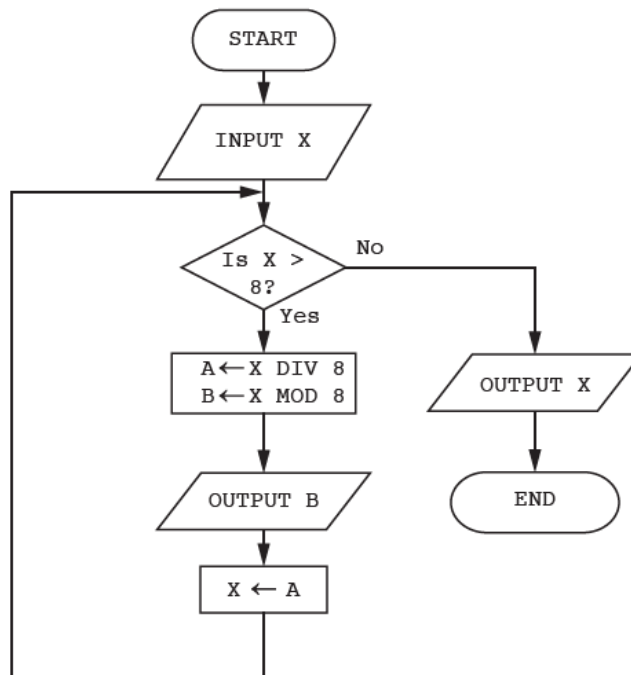 START
INPUT X
Is X >
8?
No
Yes
A ← X DIV 8
B ← X MOD 8
OUTPUT X
OUTPUT B
END
X ← A